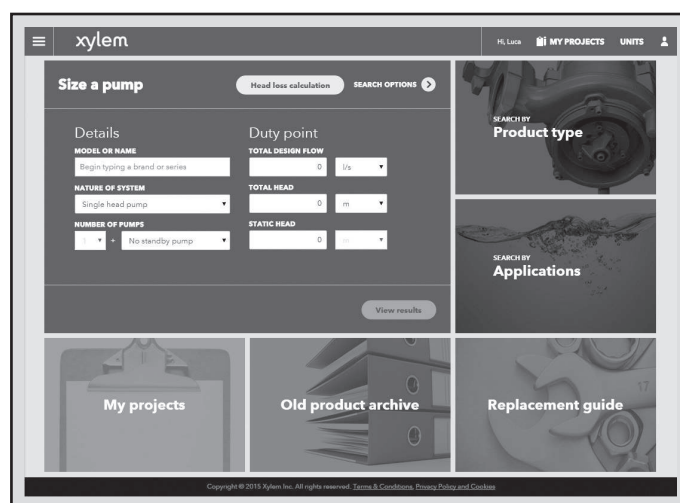 xylem
Hi, Luca MY PROJECTS UNITS
Size a pump
Head loss calculation
SEARCH OPTIONS
Details
MODEL OR NAME
Begin typing a brand or series
NATURE OF SYSTEM
Single head pump
NUMBER OF PUMPS
1 + No standby pump
Duty point
TOTAL DESIGN FLOW
0 l/s
TOTAL HEAD
0 m
STATIC HEAD
0 m
View results
SEARCH BY
Product type
SEARCH BY
Applications
My projects
Old product archive
Replacement guide
17
Copyright © 2015 Xylem Inc. All rights reserved. Terms & Conditions, Privacy Policy and Cookies